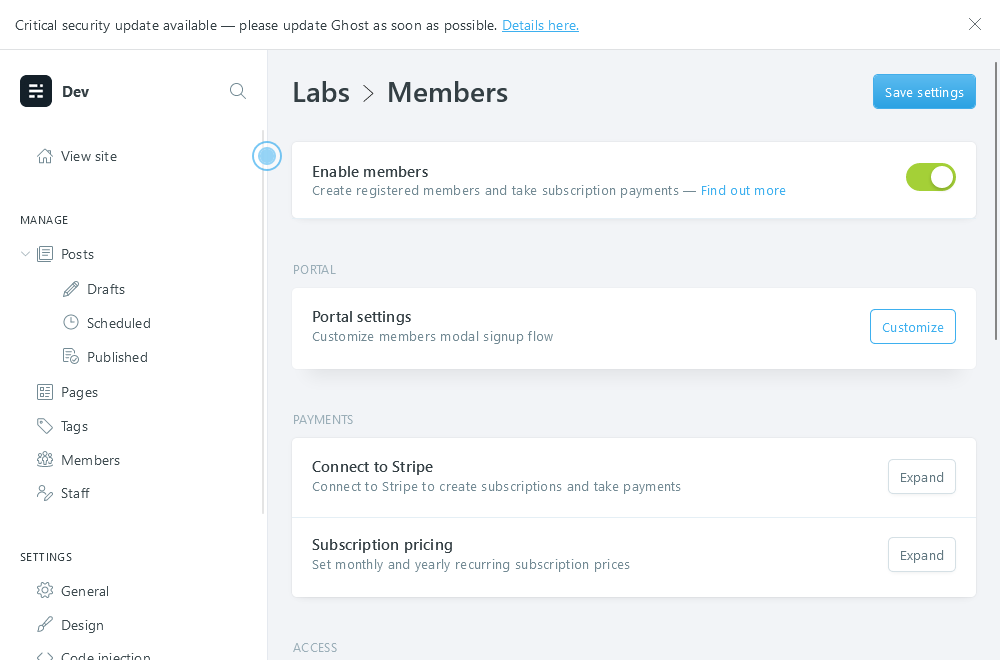 Critical security update available — please update Ghost as soon as possible. Details here.
Dev
View site
MANAGE
Posts
Drafts
Scheduled
Published
Pages
Tags
Members
Staff
SETTINGS
General
Design
Code injection
Labs > Members
Save settings
Enable members
Create registered members and take subscription payments — Find out more
PORTAL
Portal settings
Customize members modal signup flow
Customize
PAYMENTS
Connect to Stripe
Connect to Stripe to create subscriptions and take payments
Expand
Subscription pricing
Set monthly and yearly recurring subscription prices
Expand
ACCESS